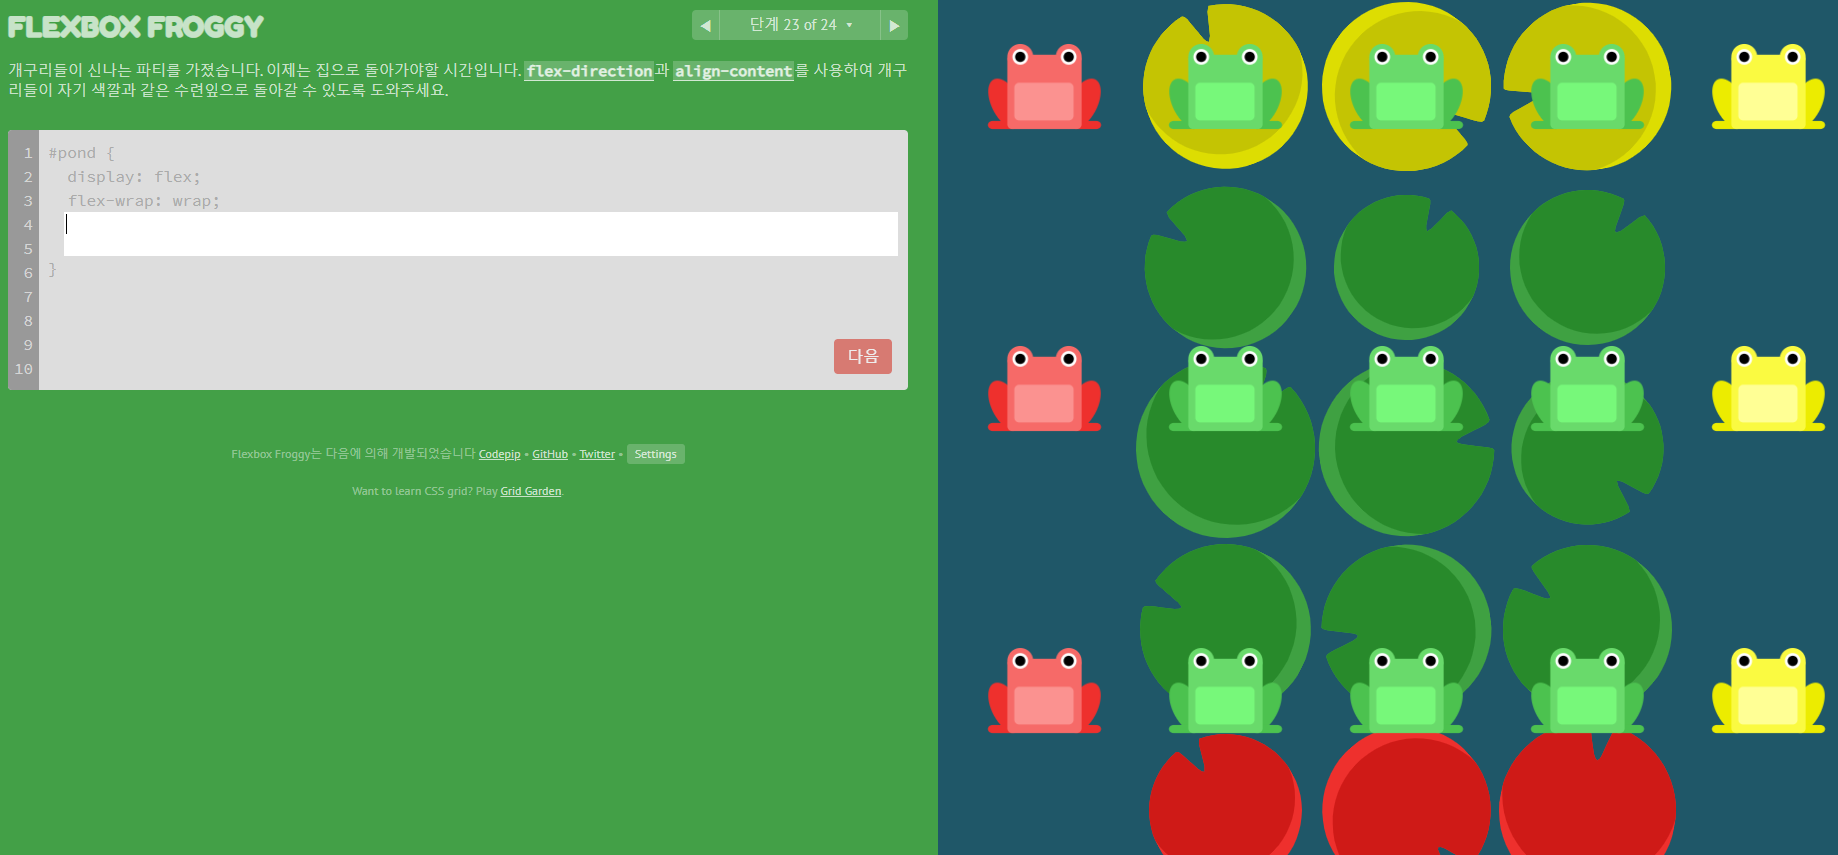 FLEXBOX FROGGY
◀ 단계 23 of 24 ▾ ▶
개구리들이 신나는 파티를 가졌습니다. 이제는 집으로 돌아가야할 시간입니다. flex-direction과 align-content를 사용하여 개구
리들이 자기 색깔과 같은 수련잎으로 돌아갈 수 있도록 도와주세요.
1 #pond {
2 display: flex;
3 flex-wrap: wrap;
4
5
6 }
7
8
9
10
다음
Flexbox Froggy는 다음에 의해 개발되었습니다 Codepip • GitHub • Twitter • Settings
Want to learn CSS grid? Play Grid Garden.